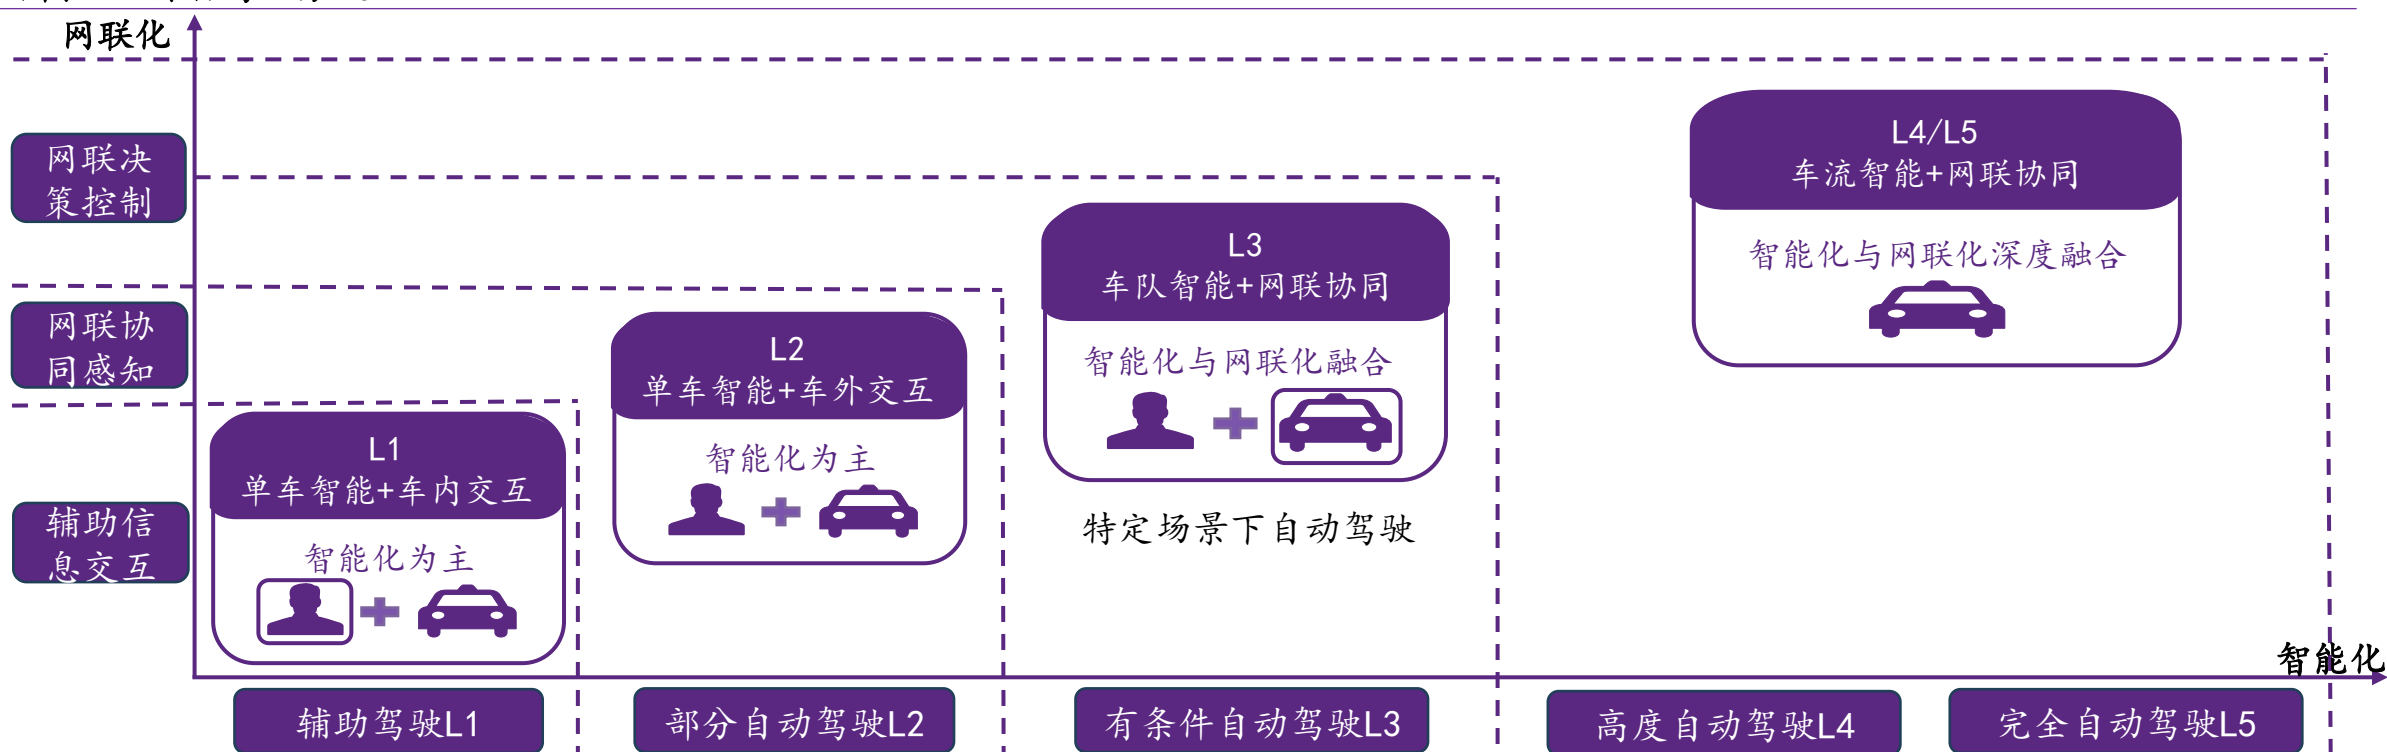 网联化
网联决
策控制
L4/L5
车流智能+网联协同
智能化与网联化深度融合
L3
车队智能+网联协同
智能化与网联化融合
特定场景下自动驾驶
网联协
同感知
L2
单车智能+车外交互
智能化为主
L1
单车智能+车内交互
智能化为主
辅助信
息交互
智能化
辅助驾驶L1
部分自动驾驶L2
有条件自动驾驶L3
高度自动驾驶L4
完全自动驾驶L5